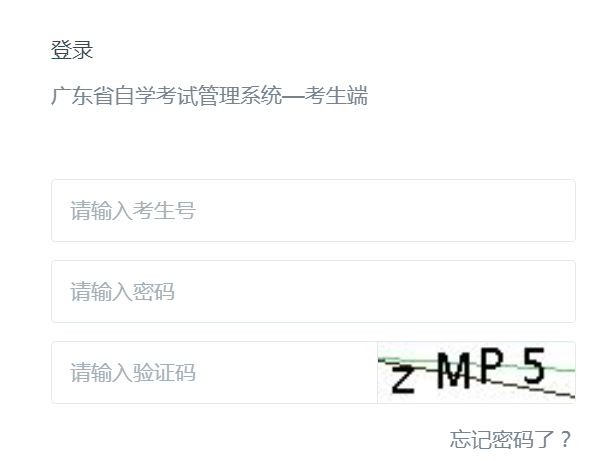 登录
广东省自学考试管理系统—考生端
请输入考生号
请输入密码
请输入验证码
z MP5
忘记密码了？